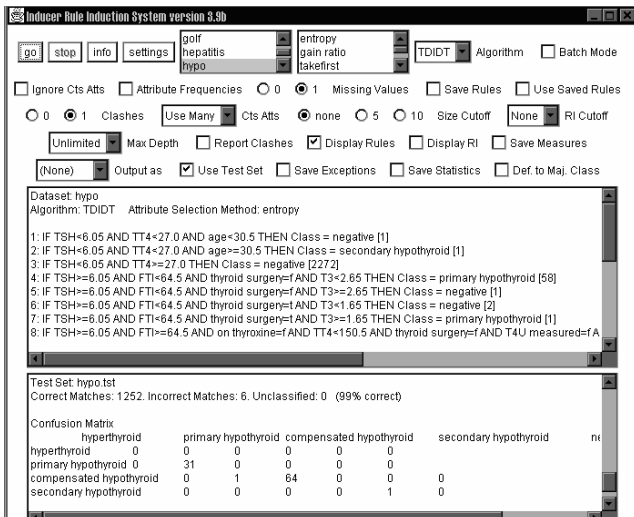 Inducer Rule Induction System version 3.9b
go stop info settings golf hepatitis hypo entropy gain ratio takefirst TDIDT Algorithm Batch Mode
Ignore Cts Atts Attribute Frequencies 0 1 Missing Values Save Rules Use Saved Rules
0 1 Clashes Use Many Cts Atts none 5 10 Size Cutoff None RI Cutoff
Unlimited Max Depth Report Clashes Display Rules Display RI Save Measures
(None) Output as Use Test Set Save Exceptions Save Statistics Def. to Maj. Class
Dataset: hypo
Algorithm: TDIDT Attribute Selection Method: entropy
1: IF TSH<6.05 AND TT4<27.0 AND age<30.5 THEN Class = negative [1]
2: IF TSH<6.05 AND TT4<27.0 AND age>=30.5 THEN Class = secondary hypothyroid [1]
3: IF TSH<6.05 AND TT4>=27.0 THEN Class = negative [2272]
4: IF TSH>=6.05 AND FTI<64.5 AND thyroid surgery=f AND T3<2.65 THEN Class = primary hypothyroid [58]
5: IF TSH>=6.05 AND FTI<64.5 AND thyroid surgery=f AND T3>=2.65 THEN Class = negative [1]
6: IF TSH>=6.05 AND FTI<64.5 AND thyroid surgery=t AND T3<1.65 THEN Class = negative [2]
7: IF TSH>=6.05 AND FTI<64.5 AND thyroid surgery=t AND T3>=1.65 THEN Class = primary hypothyroid [1]
8: IF TSH>=6.05 AND FTI>=64.5 AND on thyroxine=f AND TT4<150.5 AND thyroid surgery=f AND T4U measured=f A
Test Set: hypo.tst
Correct Matches: 1252. Incorrect Matches: 6. Unclassified: 0 (99% correct)
Confusion Matrix
hyperthyroid primary hypothyroid compensated hypothyroid secondary hypothyroid ne
hyperthyroid 0 0 0 0 0
primary hypothyroid 0 31 0 0 0
compensated hypothyroid 0 1 64 0 0
secondary hypothyroid 0 0 0 1 0